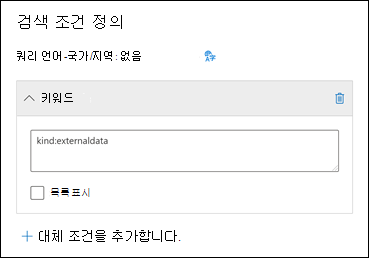 검색 조건 정의
쿼리 언어-국가/지역: 없음
키워드
kind:externaldata
목록 표시
대체 조건을 추가합니다.